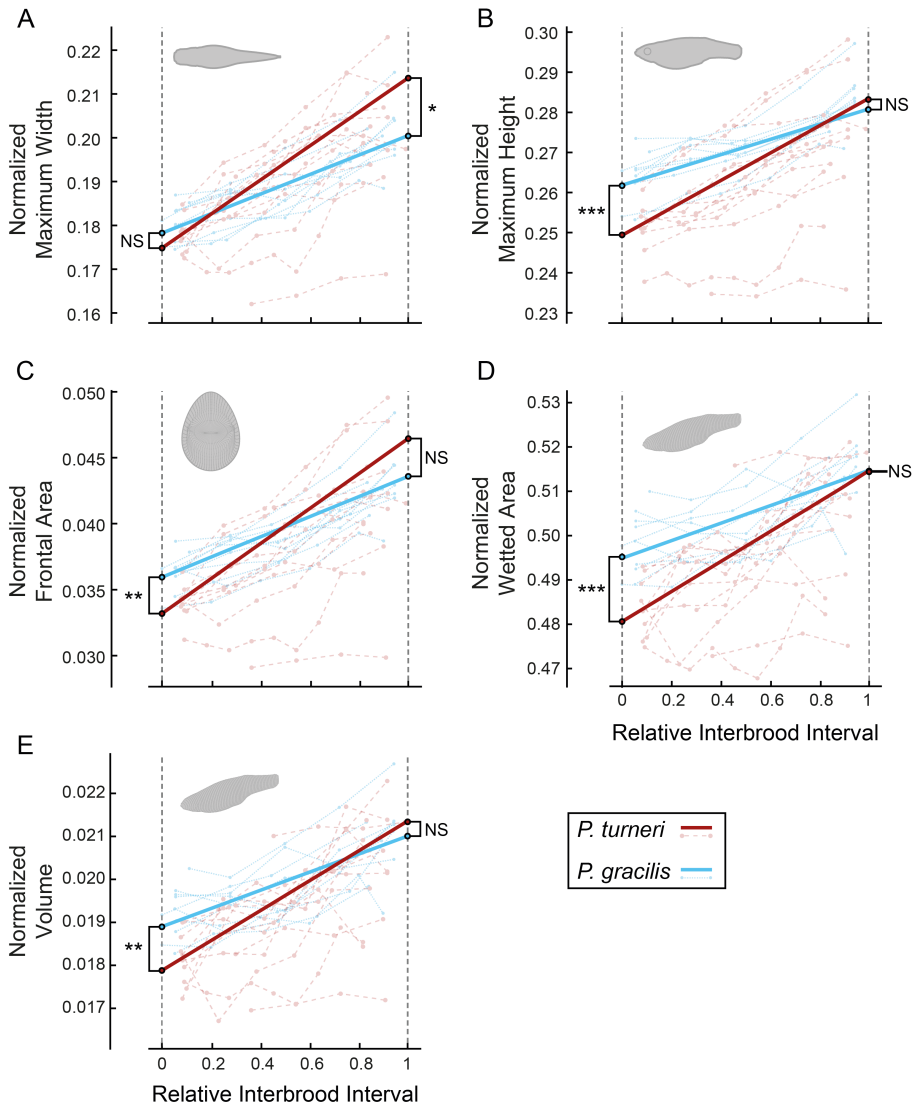 A
Normalized
Maximum Width
0.22
0.21
0.20
0.19
0.18
0.17
0.16
NS
*
B
Normalized
Maximum Height
0.30
0.29
0.28
0.27
0.26
0.25
0.24
0.23
***
NS
C
Normalized
Frontal Area
0.050
0.045
0.040
0.035
0.030
**
NS
D
Normalized
Wetted Area
0.53
0.52
0.51
0.50
0.49
0.48
0.47
***
NS
0 0.2 0.4 0.6 0.8 1
Relative Interbrood Interval
E
Normalized
Volume
0.022
0.021
0.020
0.019
0.018
0.017
**
NS
0 0.2 0.4 0.6 0.8 1
Relative Interbrood Interval
P. turneri
P. gracilis